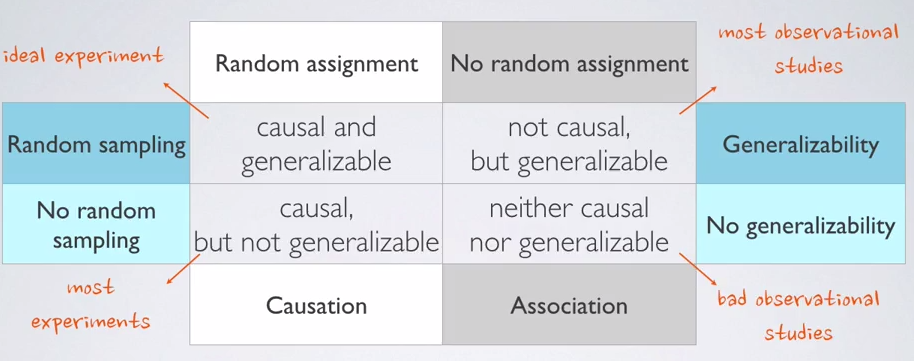 ideal experiment
Random assignment
No random assignment
most observational
studies
Random sampling
causal and
generalizable
not causal,
but generalizable
Generalizability
No random
sampling
causal,
but not generalizable
neither causal
nor generalizable
No generalizability
most
experiments
Causation
Association
bad observational
studies